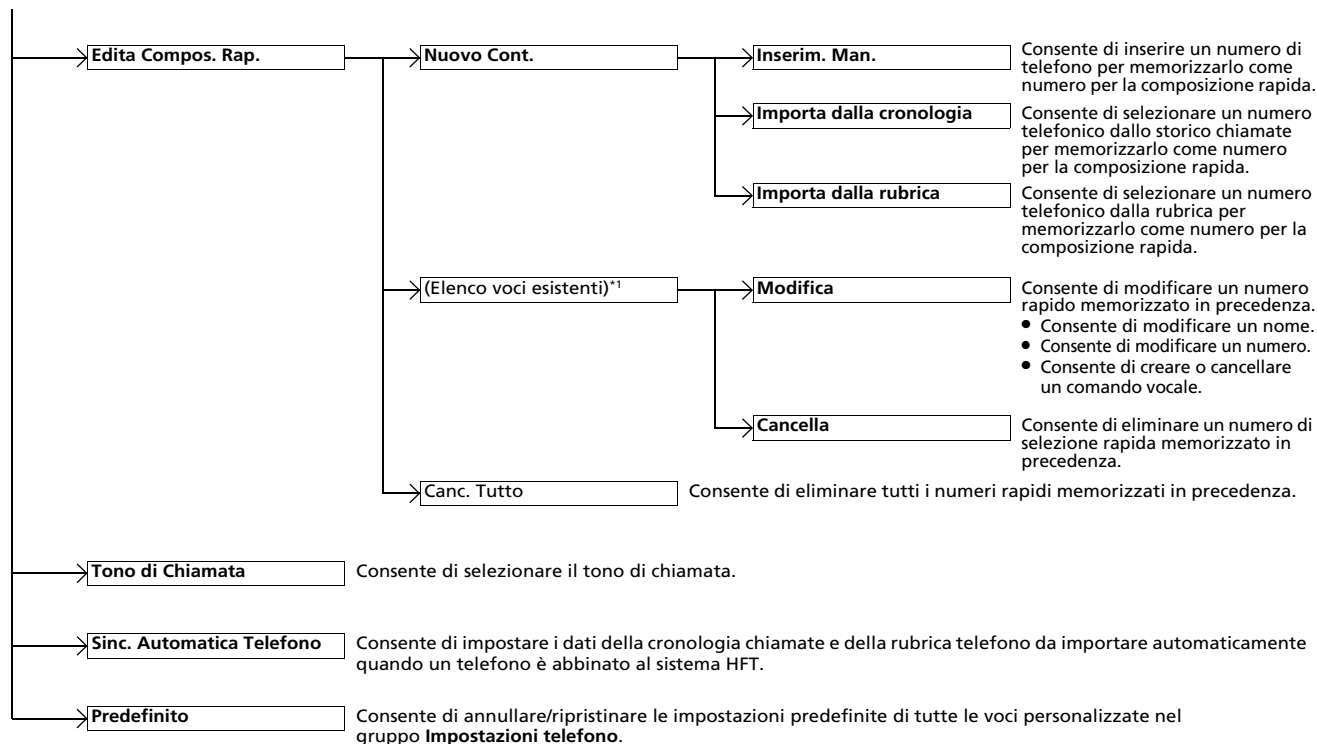 Edita Compos. Rap.
Nuovo Cont.
Inserim. Man.
Consente di inserire un numero di
telefono per memorizzarlo come
numero per la composizione rapida.
Importa dalla cronologia
Consente di selezionare un numero
telefonico dallo storico chiamate
per memorizzarlo come numero
per la composizione rapida.
Importa dalla rubrica
Consente di selezionare un numero
telefonico dalla rubrica per
memorizzarlo come numero per la
composizione rapida.
(Elenco voci esistenti)*1
Modifica
Consente di modificare un numero
rapido memorizzato in precedenza.
● Consente di modificare un nome.
● Consente di modificare un numero.
● Consente di creare o cancellare
un comando vocale.
Cancella
Consente di eliminare un numero di
selezione rapida memorizzato in
precedenza.
Canc. Tutto
Consente di eliminare tutti i numeri rapidi memorizzati in precedenza.
Tono di Chiamata
Consente di selezionare il tono di chiamata.
Sinc. Automatica Telefono
Consente di impostare i dati della cronologia chiamate e della rubrica telefono da importare automaticamente
quando un telefono è abbinato al sistema HFT.
Predefinito
Consente di annullare/ripristinare le impostazioni predefinite di tutte le voci personalizzate nel
gruppo Impostazioni telefono.